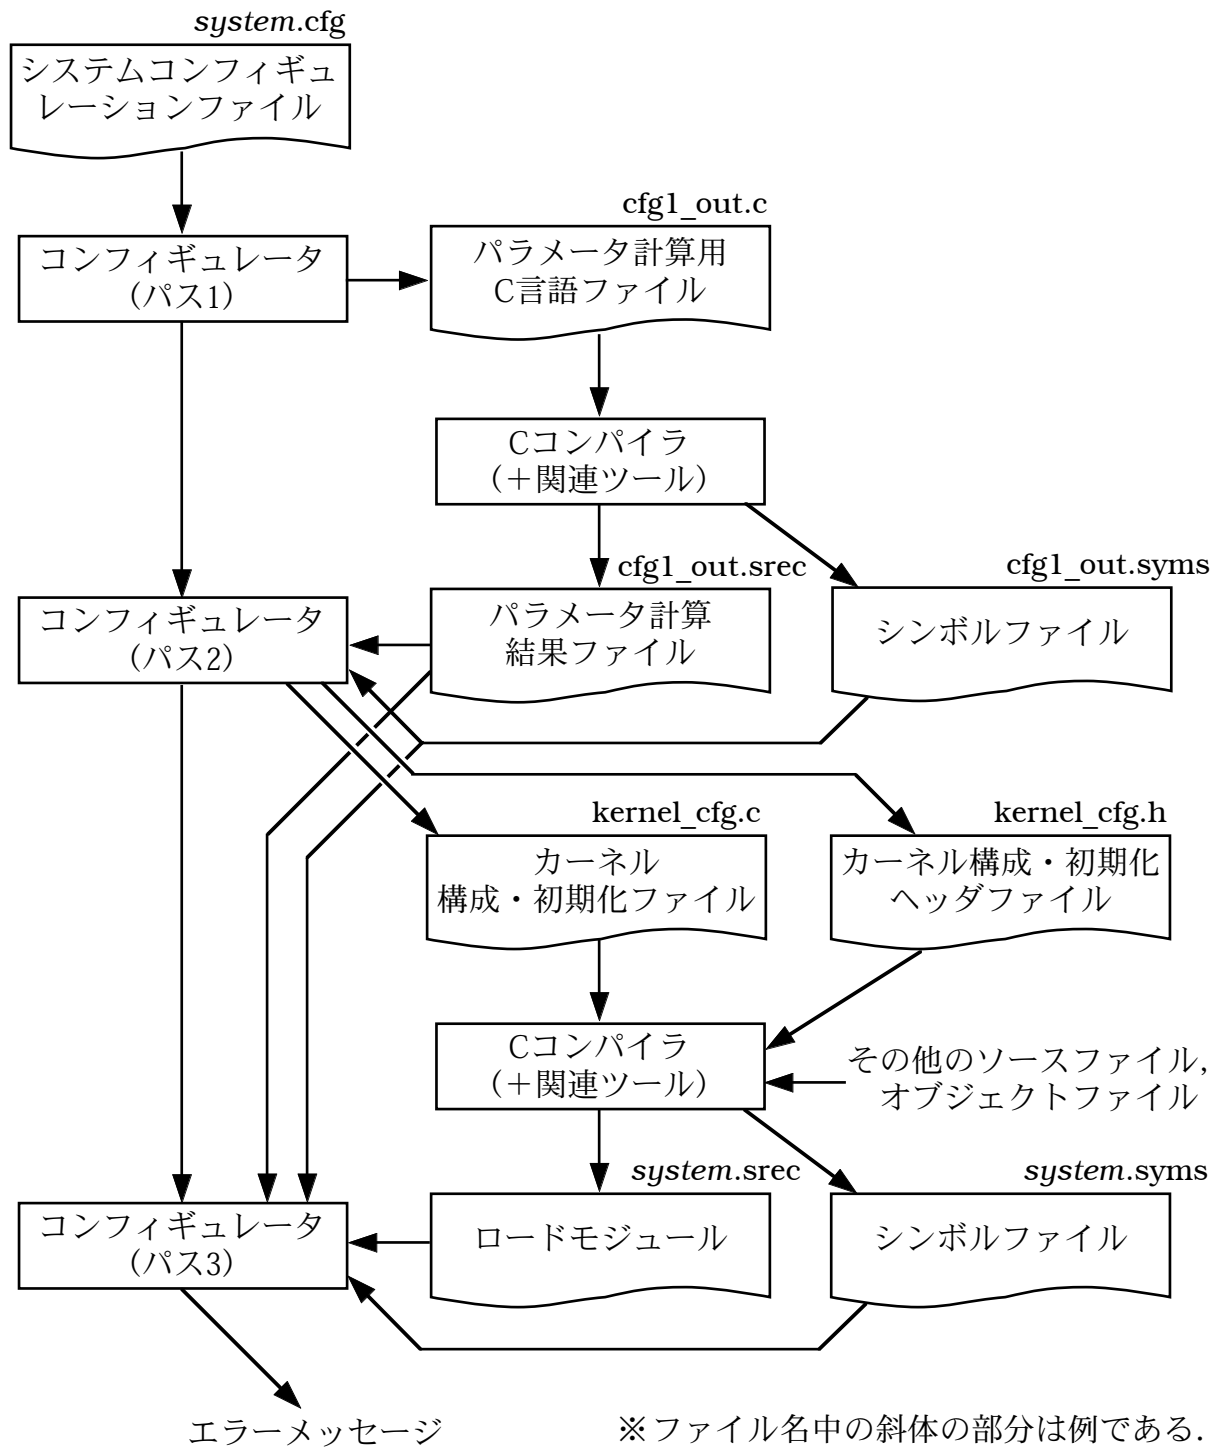 system.cfg
システムコンフィギュ
レーションファイル
cfg1_out.c
コンフィギュレータ
(パス1)
パラメータ計算用
C言語ファイル
Cコンパイラ
(＋関連ツール)
cfg1_out.srec
cfg1_out.syms
コンフィギュレータ
(パス2)
パラメータ計算
結果ファイル
シンボルファイル
kernel_cfg.c
kernel_cfg.h
カーネル
構成・初期化ファイル
カーネル構成・初期化
ヘッダファイル
Cコンパイラ
(＋関連ツール)
その他のソースファイル,
オブジェクトファイル
system.srec
system.syms
コンフィギュレータ
(パス3)
ロードモジュール
シンボルファイル
エラーメッセージ
※ファイル名中の斜体の部分は例である.